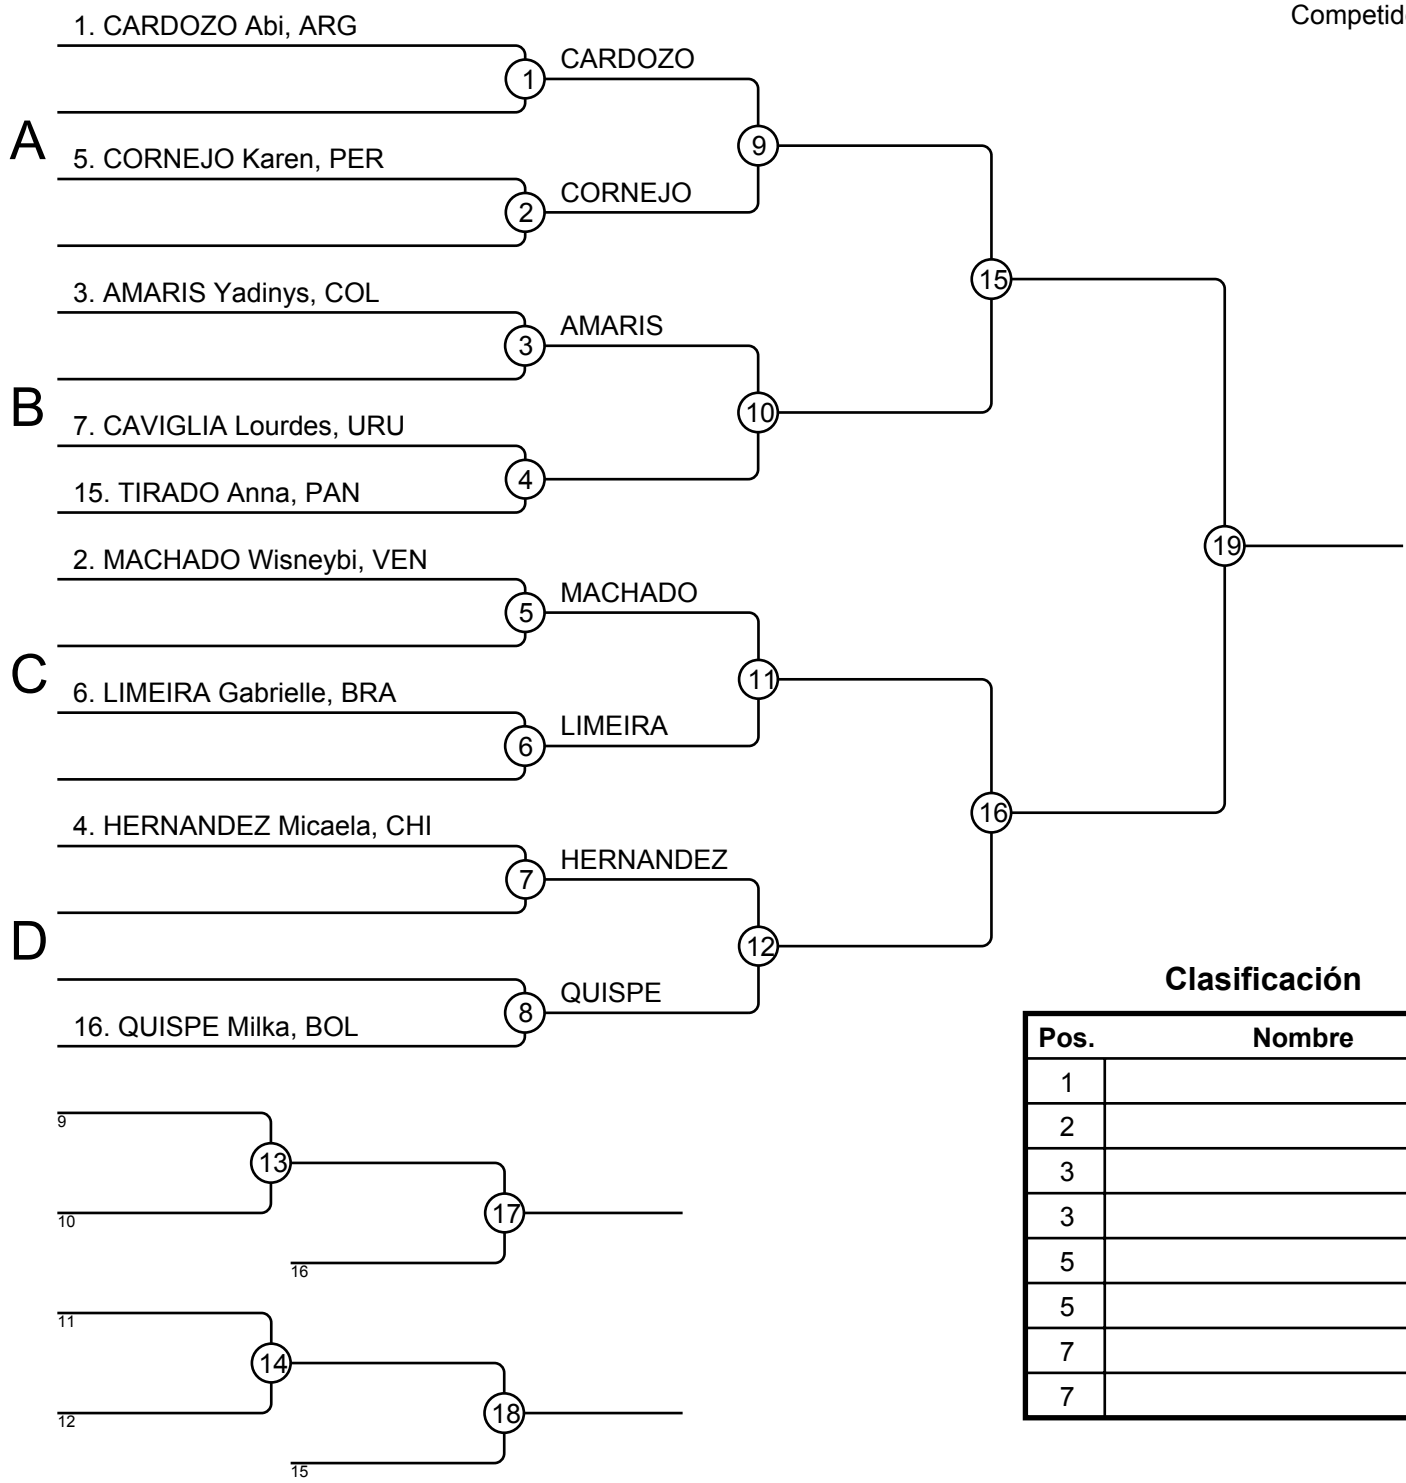 Competid
1. CARDOZO Abi, ARG
CARDOZO
1
A
9
5. CORNEJO Karen, PER
CORNEJO
2
15
3. AMARIS Yadinys, COL
AMARIS
3
B
10
7. CAVIGLIA Lourdes, URU
4
15. TIRADO Anna, PAN
19
2. MACHADO Wisneybi, VEN
MACHADO
5
C
11
6. LIMEIRA Gabrielle, BRA
LIMEIRA
6
16
4. HERNANDEZ Micaela, CHI
HERNANDEZ
7
D
12
QUISPE
8
16. QUISPE Milka, BOL
9
13
10
17
16
11
14
12
18
15
Clasificación
Pos. Nombre
1
2
3
3
5
5
7
7